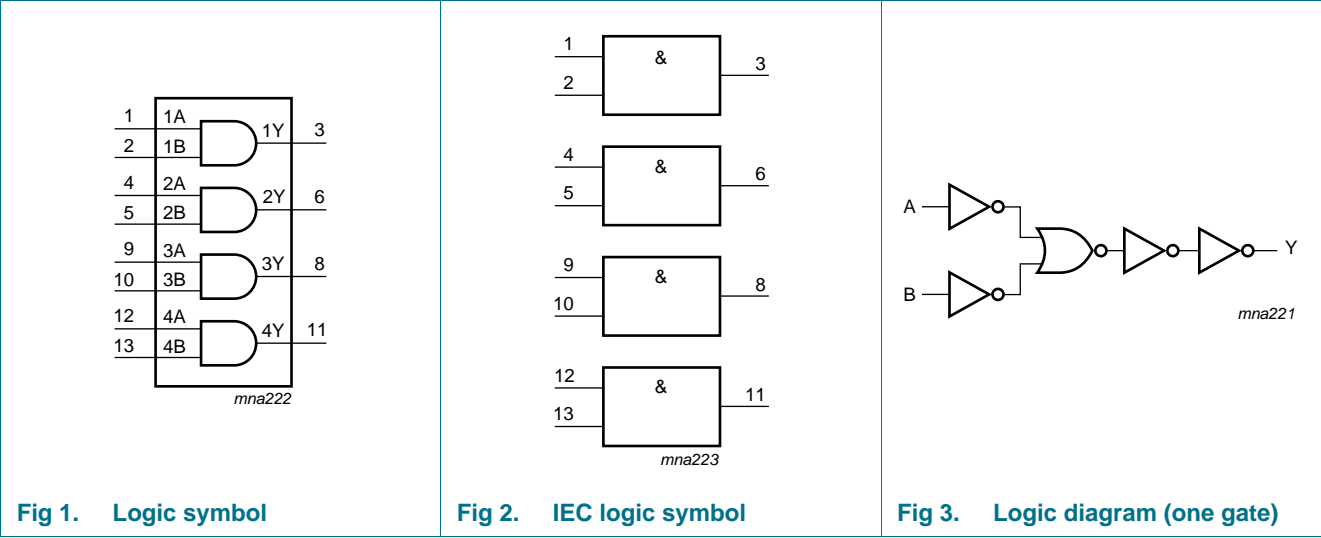 1 1A 1Y 3
2 1B
4 2A 2Y 6
5 2B
9 3A 3Y 8
10 3B
12 4A 4Y 11
13 4B
mna222
Fig 1. Logic symbol
1 & 3
2
4 & 6
5
9 & 8
10
12 & 11
13
mna223
Fig 2. IEC logic symbol
A
Y
B
mna221
Fig 3. Logic diagram (one gate)